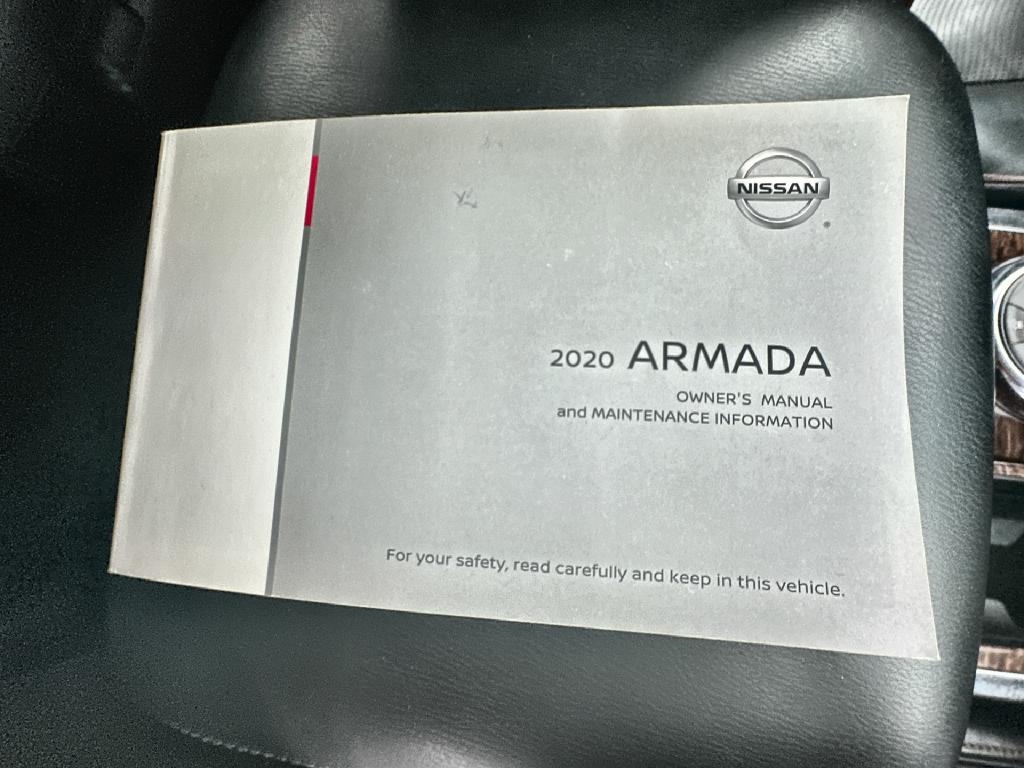 NISSAN
2020 ARMADA
OWNER'S MANUAL
and MAINTENANCE INFORMATION
For your safety, read carefully and keep in this vehicle.